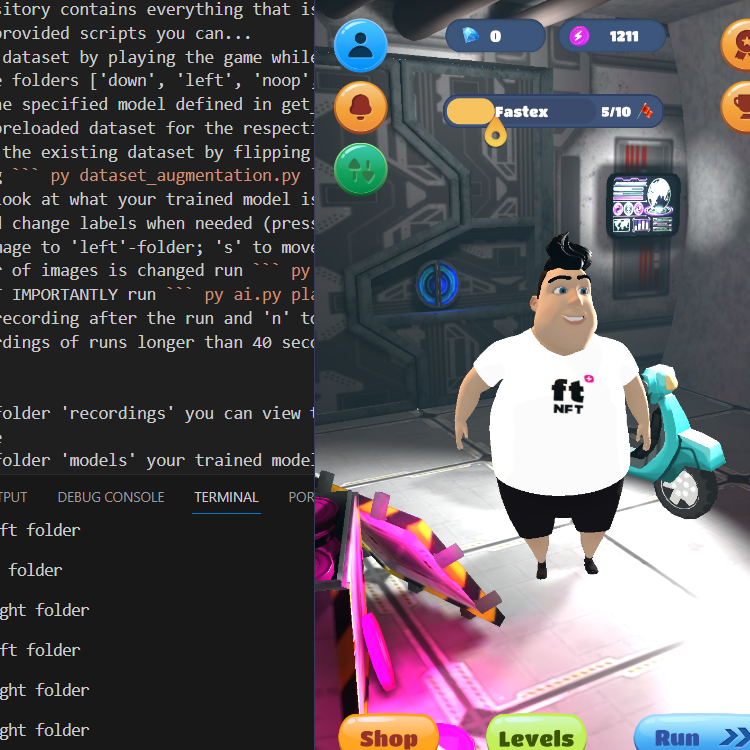 sitory contains everything that is
provided scripts you can...
dataset by playing the game while
e folders ['down', 'left', 'noop',
he specified model defined in get_
preloaded dataset for the respecti
the existing dataset by flipping
g ``` py dataset_augmentation.py
look at what your trained model is
d change labels when needed (press
mage to 'left'-folder; 's' to move
r of images is changed run ``` py
T IMPORTANTLY run ``` py ai.py pla
recording after the run and 'n' to
rdings of runs longer than 40 seco
folder 'recordings' you can view t
e
folder 'models' your trained model
TPUT DEBUG CONSOLE TERMINAL POR
ft folder
folder
ght folder
ft folder
ght folder
ght folder
0 1211
Fastex 5/10
ft
NFT
Shop Levels Run